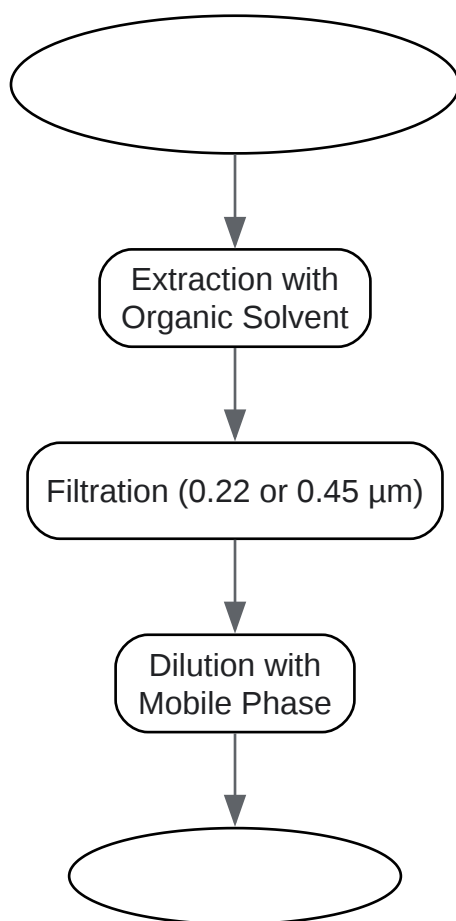 Extraction with
Organic Solvent
Filtration (0.22 or 0.45 µm)
Dilution with
Mobile Phase